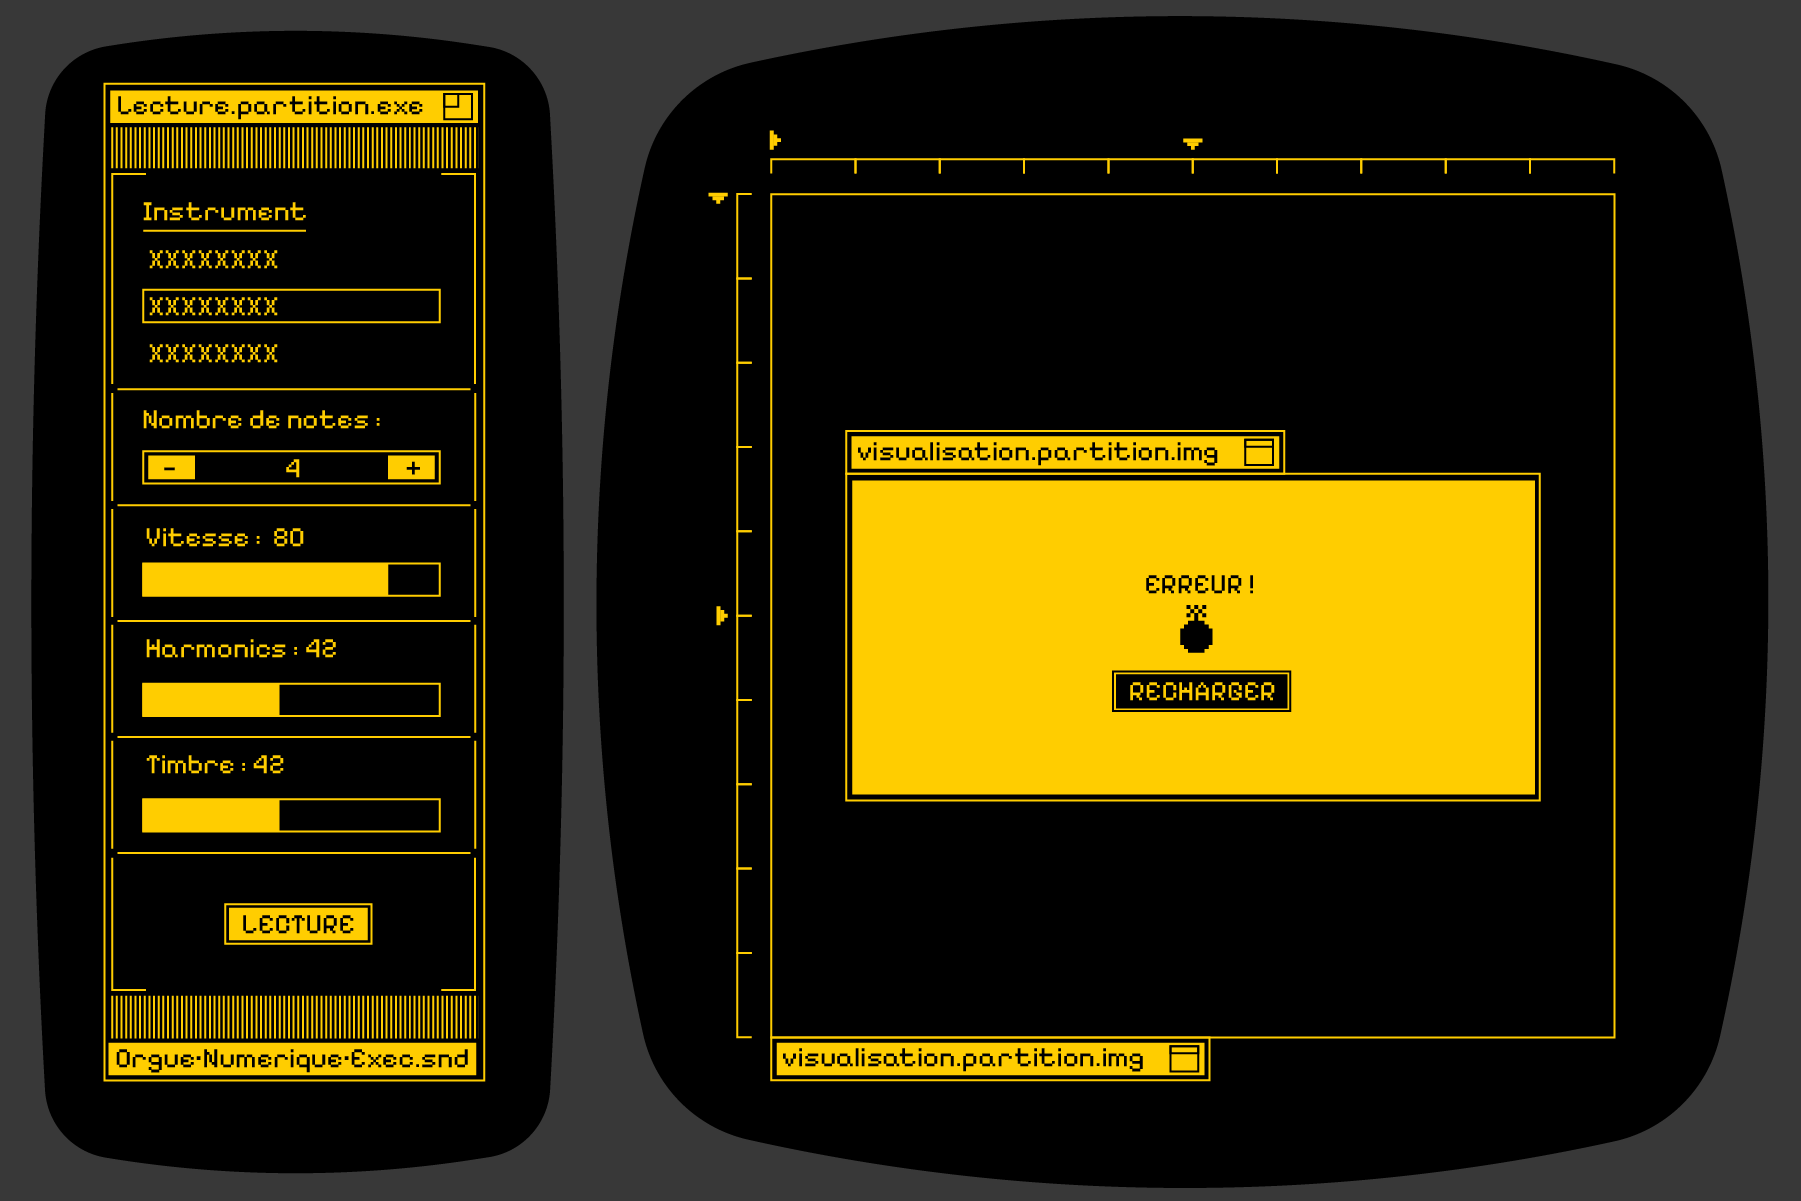 Lecture.partition.exe
Instrument
XXXXXXXX
XXXXXXXX
XXXXXXXX
Nombre de notes :
- 4 +
Vitesse : 80
Harmonics : 42
Timbre : 42
LECTURE
Orgue·Numerique·Exec.snd
visualisation.partition.img
ERREUR !
RECHARGER
visualisation.partition.img